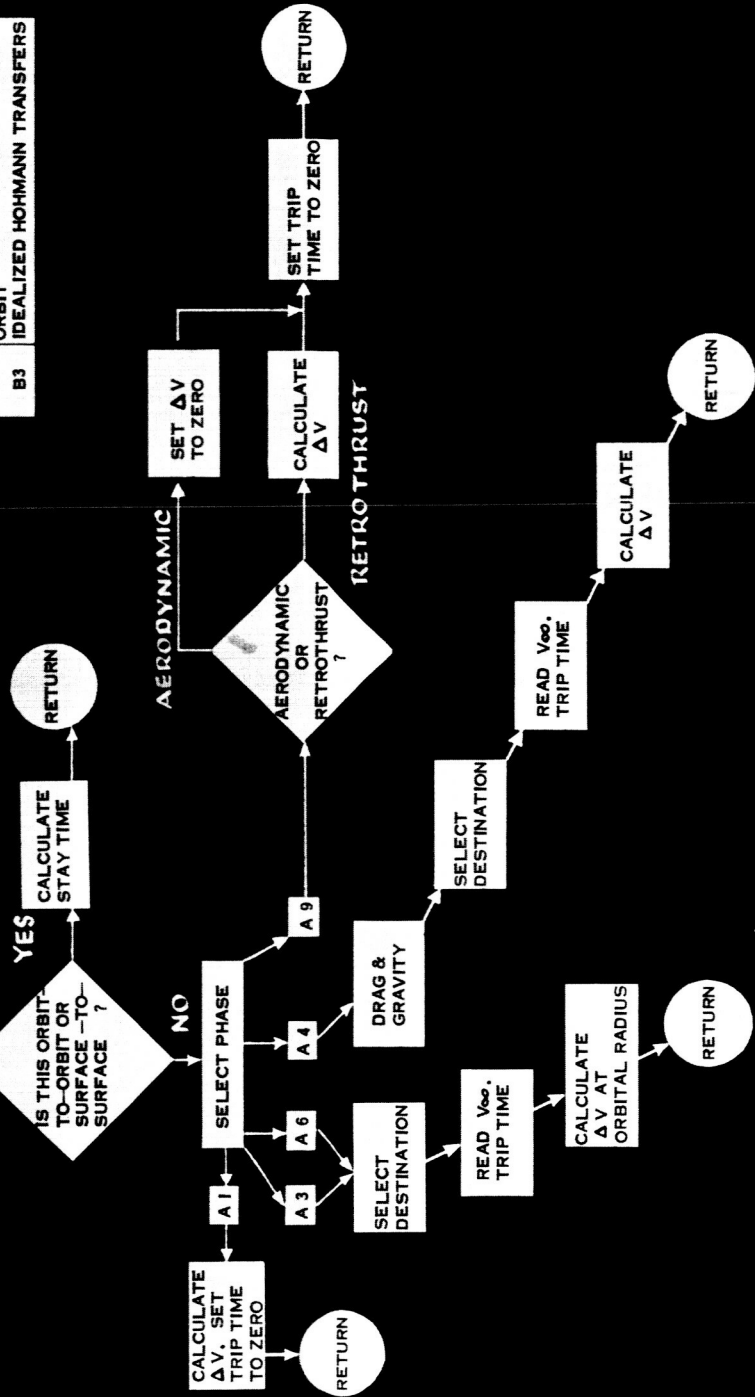 B3
ORBIT
IDEALIZED HOHMANN TRANSFERS
IS THIS ORBIT-
TO-ORBIT OR
SURFACE-TO-
SURFACE ?
YES
CALCULATE
STAY TIME
RETURN
NO
SELECT PHASE
A 1
CALCULATE
ΔV. SET
TRIP TIME
TO ZERO
RETURN
A 3
A 6
SELECT
DESTINATION
READ V∞.
TRIP TIME
CALCULATE
ΔV AT
ORBITAL RADIUS
RETURN
A 4
DRAG &
GRAVITY
SELECT
DESTINATION
READ V∞.
TRIP TIME
CALCULATE
ΔV
RETURN
A 9
AERODYNAMIC
OR
RETROTHRUST
?
AERODYNAMIC
SET ΔV
TO ZERO
RETROTHRUST
CALCULATE
ΔV
SET TRIP
TIME TO ZERO
RETURN